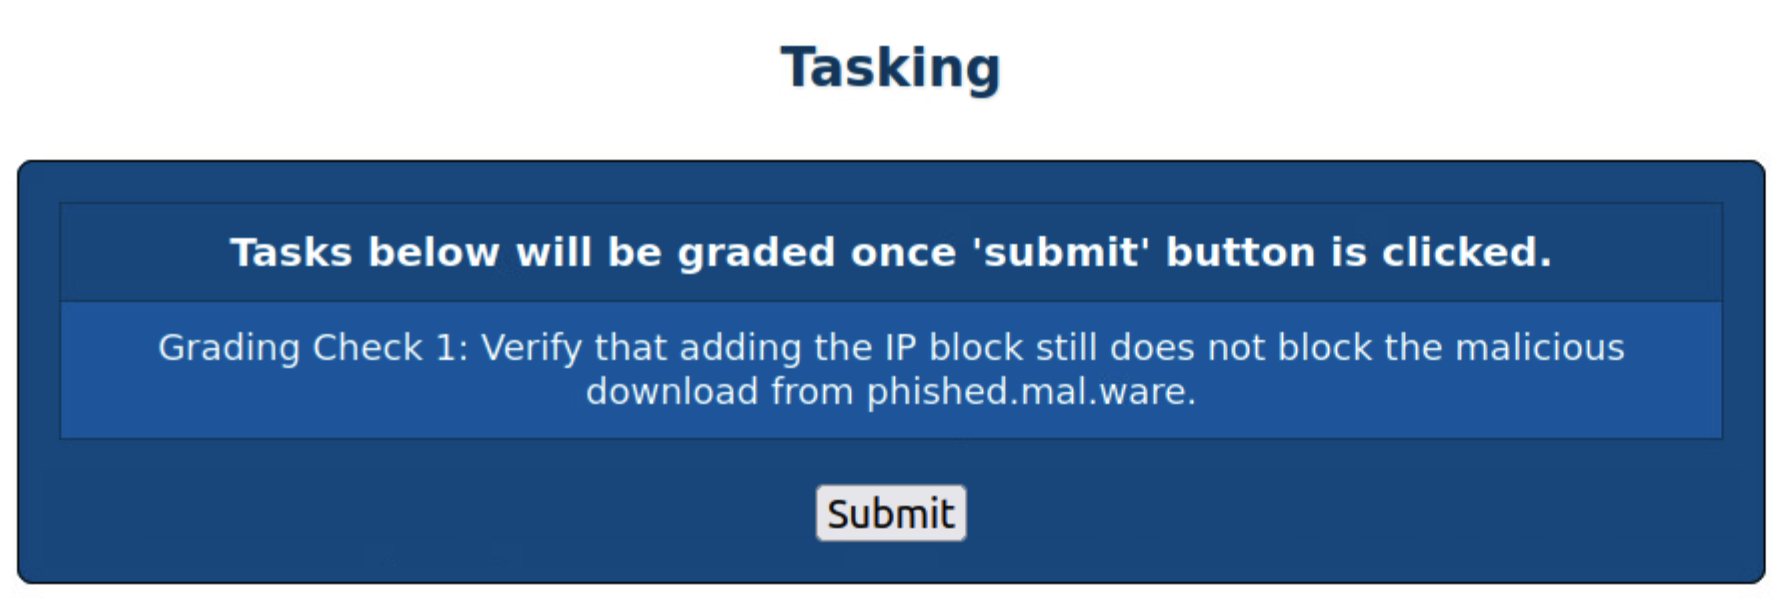 Tasking
Tasks below will be graded once 'submit' button is clicked.
Grading Check 1: Verify that adding the IP block still does not block the malicious
download from phished.mal.ware.
Submit